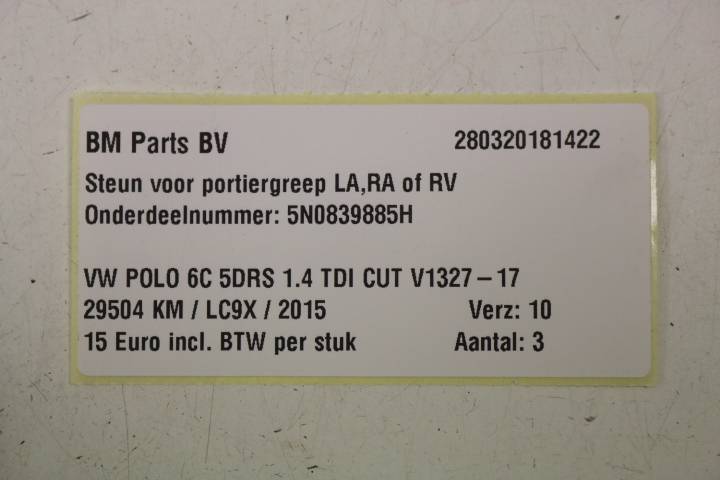 BM Parts BV 280320181422
Steun voor portiergreep LA,RA of RV
Onderdeelnummer: 5N0839885H
VW POLO 6C 5DRS 1.4 TDI CUT V1327 – 17
29504 KM / LC9X / 2015 Verz: 10
15 Euro incl. BTW per stuk Aantal: 3